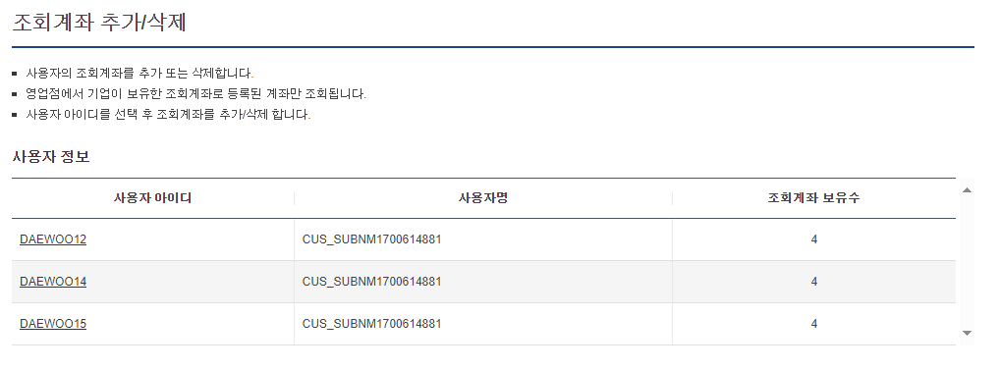 조회계좌 추가/삭제
사용자의 조회계좌를 추가 또는 삭제합니다.
영업점에서 기업이 보유한 조회계좌로 등록된 계좌만 조회됩니다.
사용자 아이디를 선택 후 조회계좌를 추가/삭제 합니다.
사용자 정보
사용자 아이디 사용자명 조회계좌 보유수
DAEWOO12 CUS_SUBNM1700614881 4
DAEWOO14 CUS_SUBNM1700614881 4
DAEWOO15 CUS_SUBNM1700614881 4